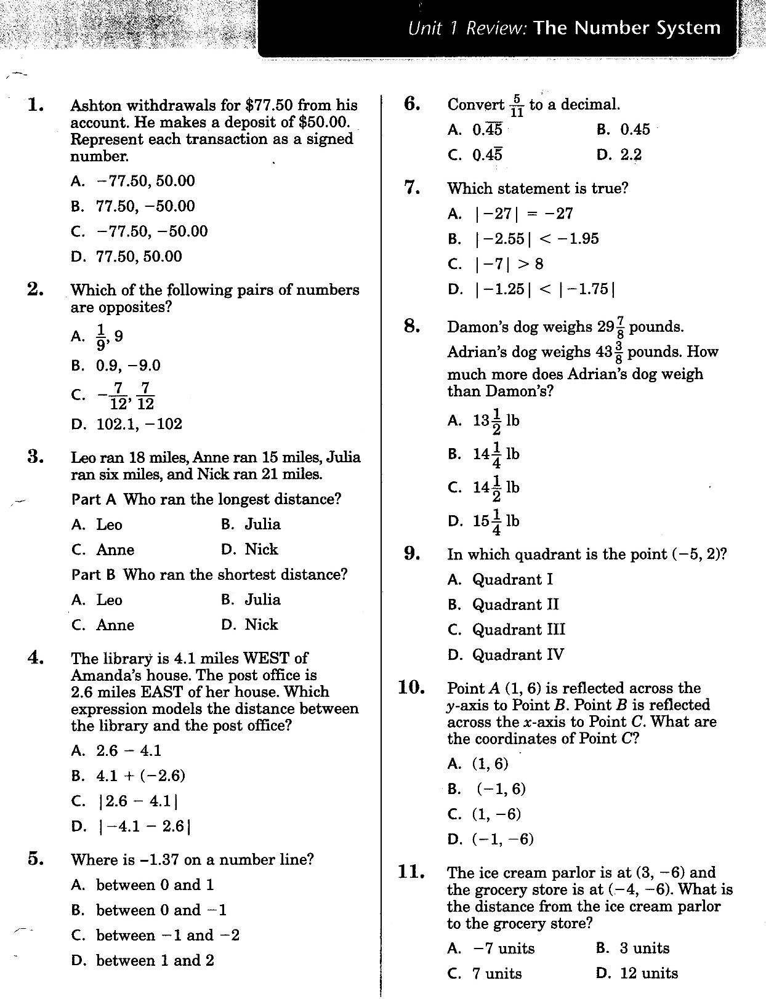 Unit 1 Review: The Number System
1. Ashton withdrawals for $77.50 from his
account. He makes a deposit of $50.00.
Represent each transaction as a signed
number.
A. −77.50, 50.00
B. 77.50, −50.00
C. −77.50, −50.00
D. 77.50, 50.00
2. Which of the following pairs of numbers
are opposites?
A. 1/9, 9
B. 0.9, −9.0
C. −7/12, 7/12
D. 102.1, −102
3. Leo ran 18 miles, Anne ran 15 miles, Julia
ran six miles, and Nick ran 21 miles.
Part A Who ran the longest distance?
A. Leo B. Julia
C. Anne D. Nick
Part B Who ran the shortest distance?
A. Leo B. Julia
C. Anne D. Nick
4. The library is 4.1 miles WEST of
Amanda's house. The post office is
2.6 miles EAST of her house. Which
expression models the distance between
the library and the post office?
A. 2.6 − 4.1
B. 4.1 + (−2.6)
C. |2.6 − 4.1|
D. |−4.1 − 2.6|
5. Where is −1.37 on a number line?
A. between 0 and 1
B. between 0 and −1
C. between −1 and −2
D. between 1 and 2
6. Convert 5/11 to a decimal.
A. 0.4̅5̅ B. 0.45
C. 0.45̅ D. 2.2
7. Which statement is true?
A. |−27| = −27
B. |−2.55| < −1.95
C. |−7| > 8
D. |−1.25| < |−1.75|
8. Damon's dog weighs 29 7/8 pounds.
Adrian's dog weighs 43 3/8 pounds. How
much more does Adrian's dog weigh
than Damon's?
A. 13 1/2 lb
B. 14 1/4 lb
C. 14 1/2 lb
D. 15 1/4 lb
9. In which quadrant is the point (−5, 2)?
A. Quadrant I
B. Quadrant II
C. Quadrant III
D. Quadrant IV
10. Point A (1, 6) is reflected across the
y-axis to Point B. Point B is reflected
across the x-axis to Point C. What are
the coordinates of Point C?
A. (1, 6)
B. (−1, 6)
C. (1, −6)
D. (−1, −6)
11. The ice cream parlor is at (3, −6) and
the grocery store is at (−4, −6). What is
the distance from the ice cream parlor
to the grocery store?
A. −7 units B. 3 units
C. 7 units D. 12 units